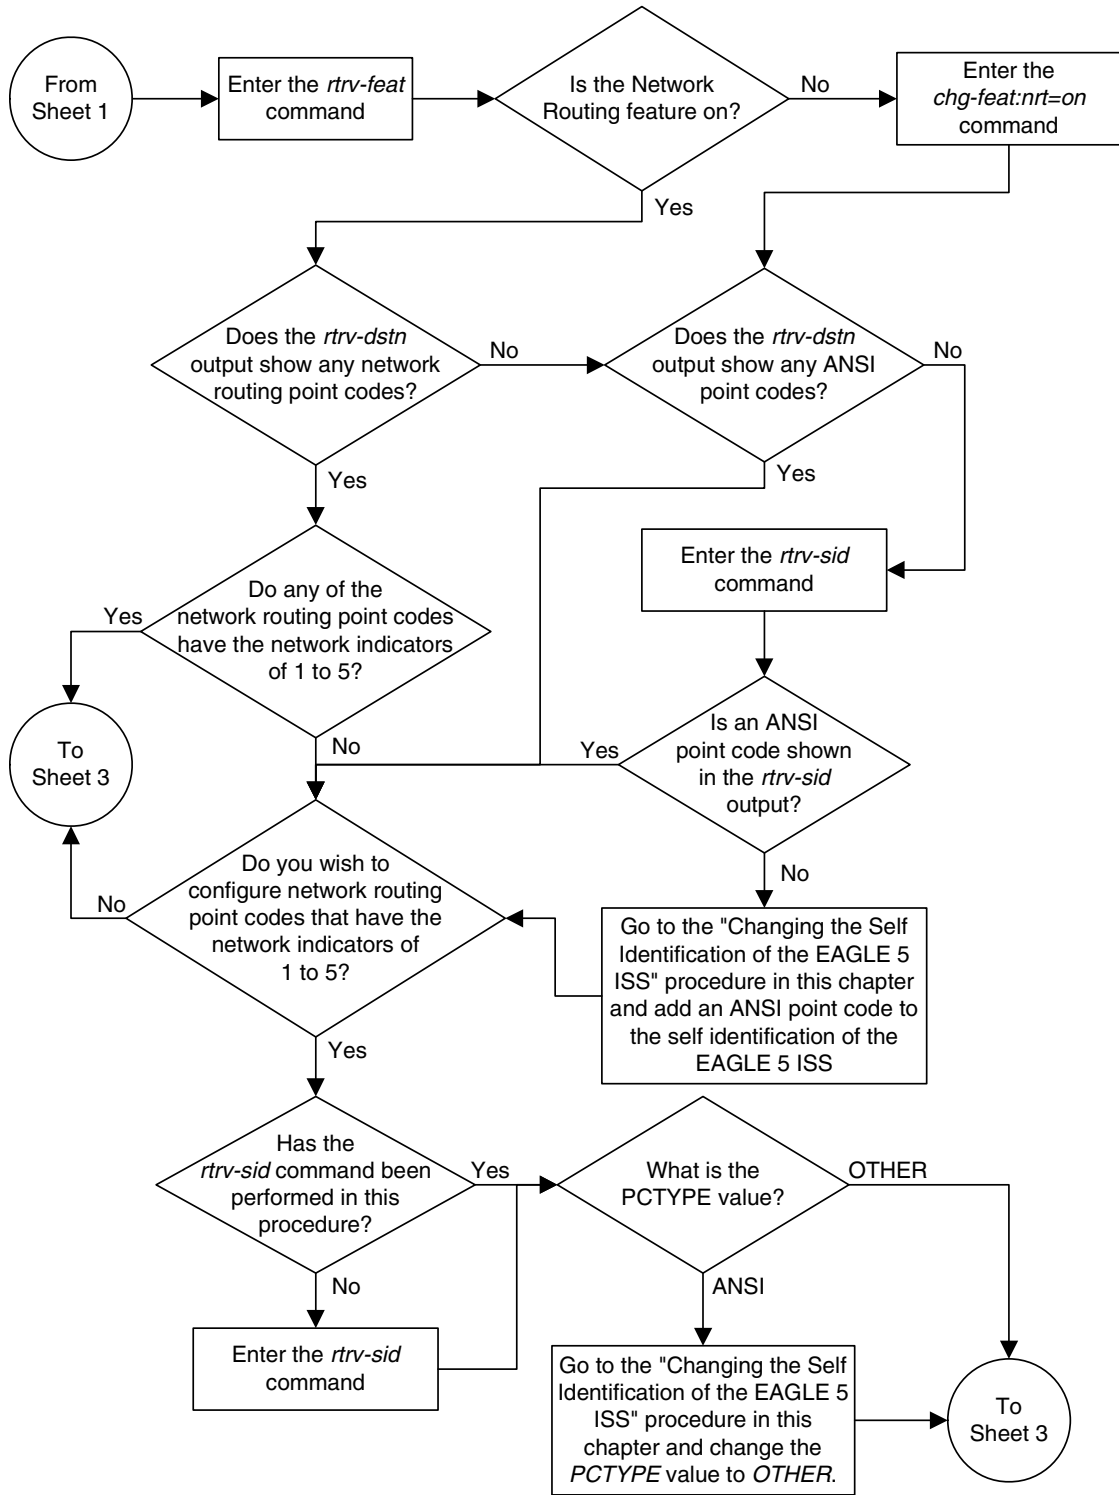 From
Sheet 1
Enter the rtrv-feat
command
Is the Network
Routing feature on?
No
Enter the
chg-feat:nrt=on
command
Yes
Does the rtrv-dstn
output show any network
routing point codes?
No
Does the rtrv-dstn
output show any ANSI
point codes?
No
Yes
Yes
Enter the rtrv-sid
command
Do any of the
network routing point codes
have the network indicators
of 1 to 5?
Yes
To
Sheet 3
No
Is an ANSI
point code shown
in the rtrv-sid
output?
Yes
No
Do you wish to
configure network routing
point codes that have the
network indicators of
1 to 5?
No
Go to the "Changing the Self
Identification of the EAGLE 5
ISS" procedure in this chapter
and add an ANSI point code to
the self identification of the
EAGLE 5 ISS
Yes
Has the
rtrv-sid command been
performed in this
procedure?
Yes
What is the
PCTYPE value?
OTHER
No
ANSI
Enter the rtrv-sid
command
Go to the "Changing the Self
Identification of the EAGLE 5
ISS" procedure in this
chapter and change the
PCTYPE value to OTHER.
To
Sheet 3